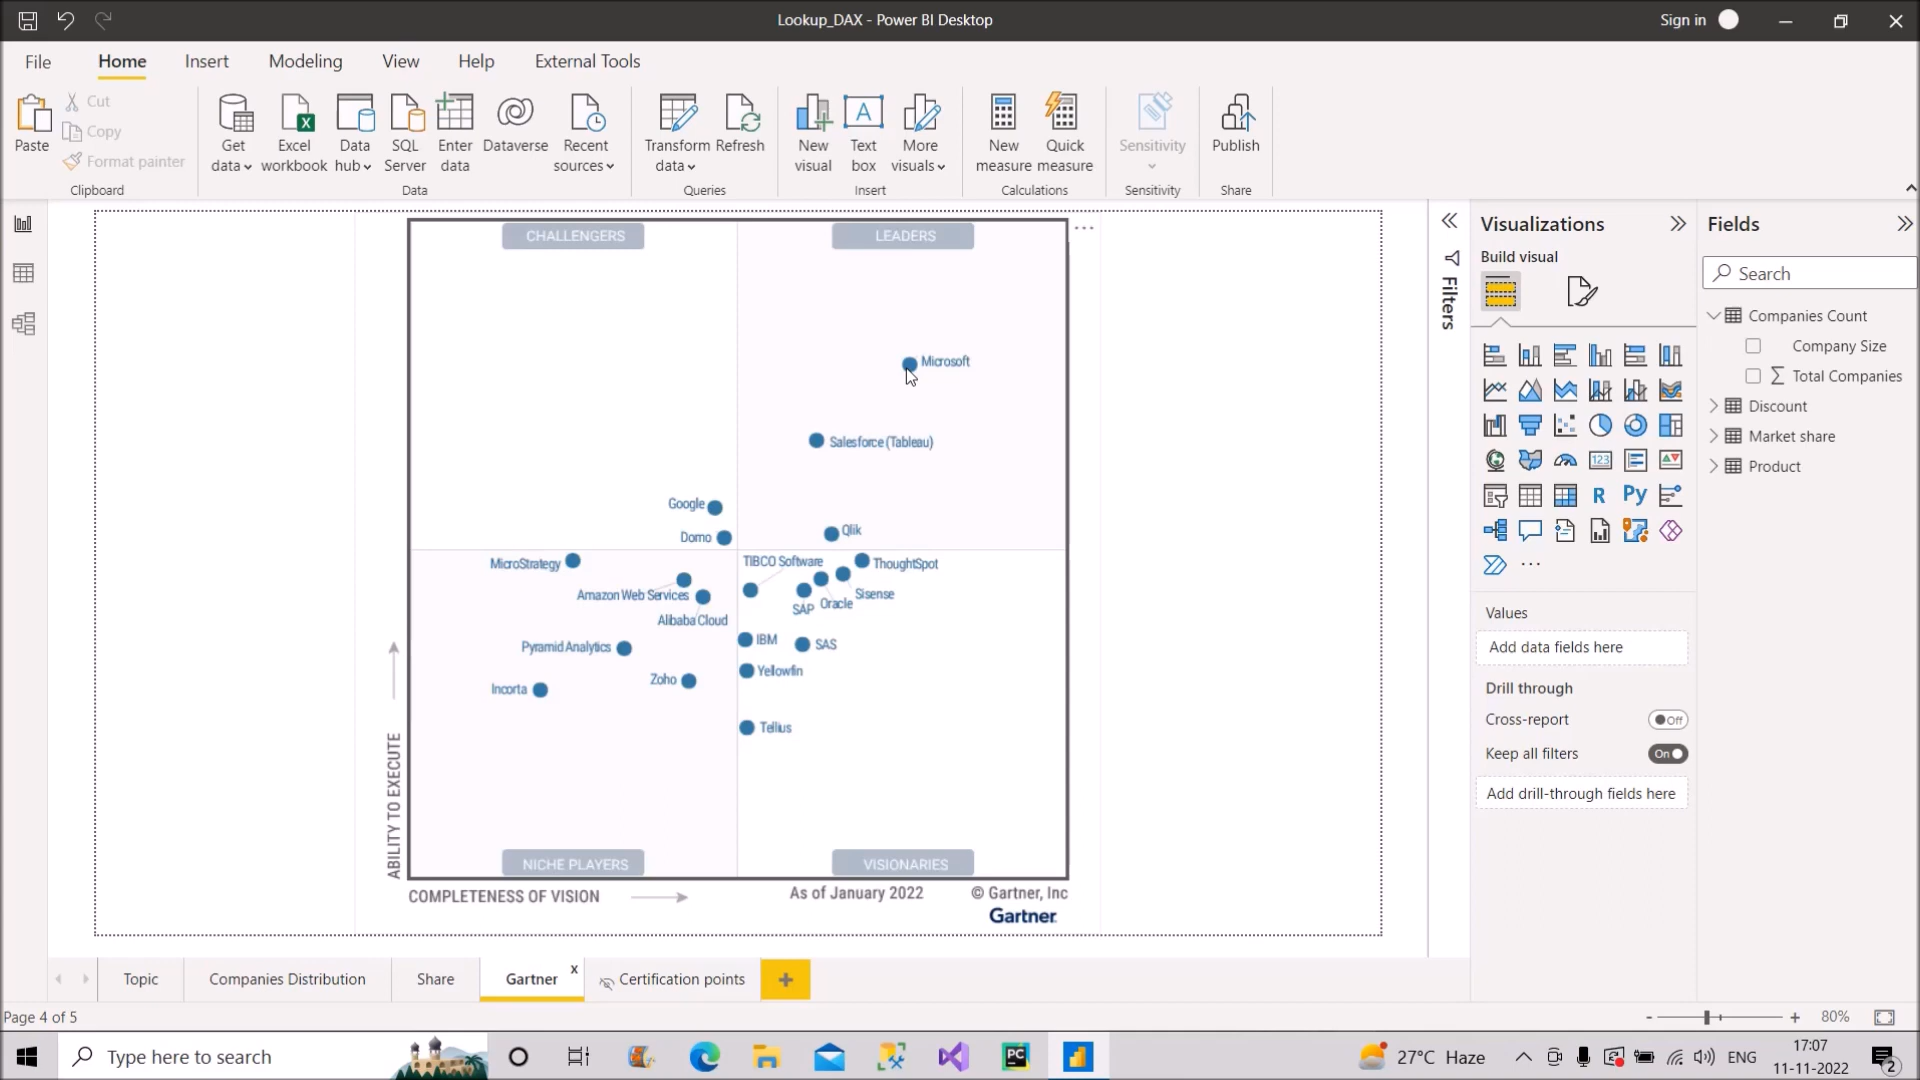 Lookup_DAX - Power BI Desktop
Sign in
File
Home
Insert
Modeling
View
Help
External Tools
Paste
Cut
Copy
Format painter
Clipboard
Get data
Excel workbook
Data hub
SQL Server
Enter data
Dataverse
Recent sources
Data
Transform data
Refresh
Queries
New visual
Text box
More visuals
Insert
New measure
Quick measure
Calculations
Sensitivity
Sensitivity
Publish
Share
CHALLENGERS
LEADERS
Microsoft
Salesforce (Tableau)
Google
Domo
Qlik
MicroStrategy
TIBCO Software
ThoughtSpot
Amazon Web Services
Sisense
SAP
Oracle
Alibaba Cloud
IBM
SAS
Pyramid Analytics
Yellowfin
Zoho
Incorta
Tellius
ABILITY TO EXECUTE
NICHE PLAYERS
VISIONARIES
COMPLETENESS OF VISION
As of January 2022
© Gartner, Inc
Gartner
Filters
Visualizations
Build visual
123
R
Py
Values
Add data fields here
Drill through
Cross-report
Off
Keep all filters
On
Add drill-through fields here
Fields
Search
Companies Count
Company Size
Σ Total Companies
Discount
Market share
Product
Topic
Companies Distribution
Share
Gartner
x
Certification points
+
Page 4 of 5
- + 80%
Type here to search
PC
27°C Haze
ENG
17:07
11-11-2022
2